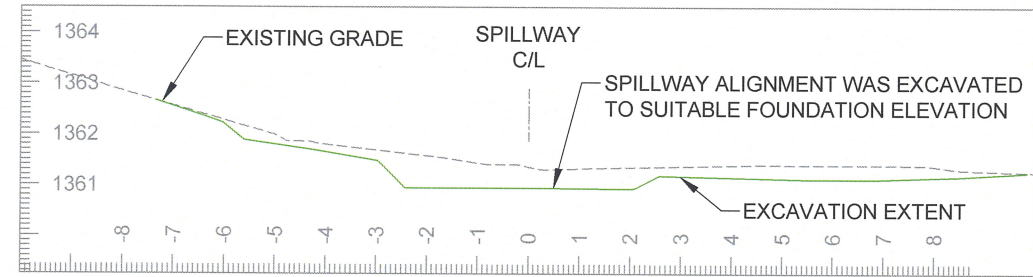 1364
EXISTING GRADE
SPILLWAY
C/L
1363
SPILLWAY ALIGNMENT WAS EXCAVATED
TO SUITABLE FOUNDATION ELEVATION
1362
1361
EXCAVATION EXTENT
-8 -7 -6 -5 -4 -3 -2 -1 0 1 2 3 4 5 6 7 8